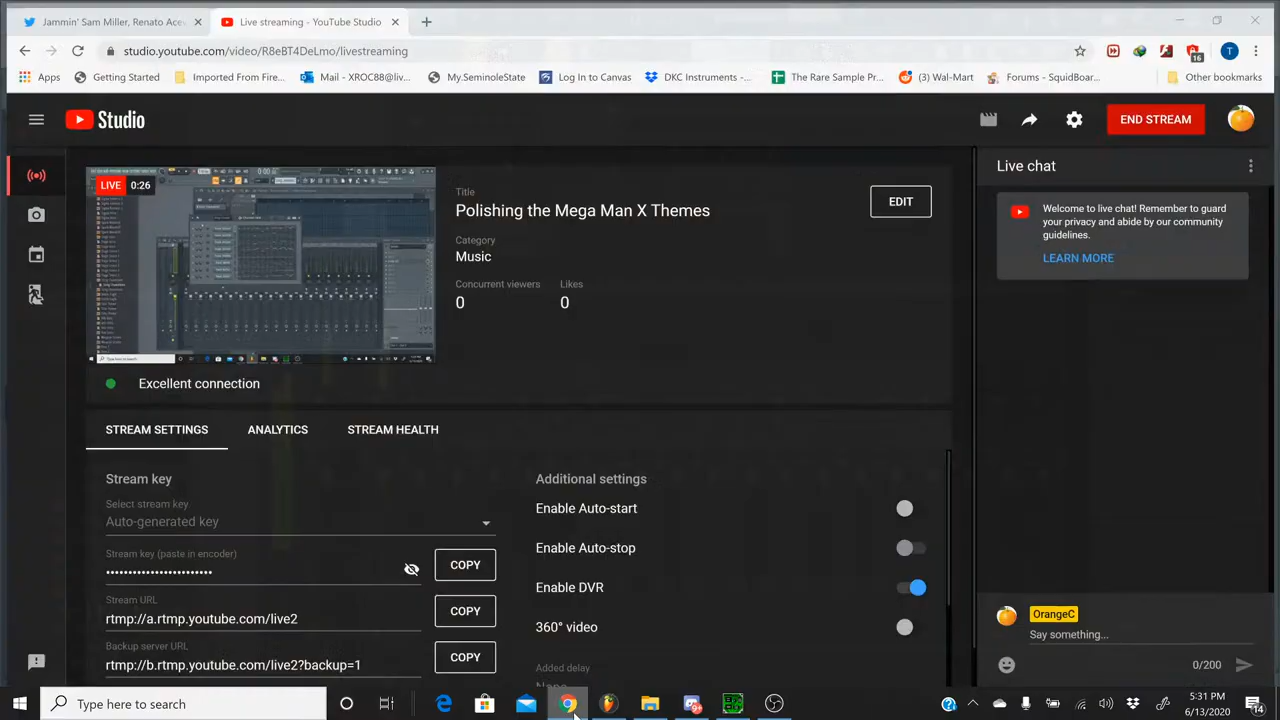 Jammin' Sam Miller, Renato Ace
Live streaming - YouTube Studio
studio.youtube.com/video/R8eBT4DeLmo/livestreaming
16
T
Apps
Getting Started
Imported From Fire...
Mail - XROC88@liv...
My.SeminoleState
Log In to Canvas
DKC Instruments -...
The Rare Sample Pr...
(3) Wal-Mart
Forums - SquidBoar...
Other bookmarks
Studio
END STREAM
LIVE 0:26
Title
Polishing the Mega Man X Themes
EDIT
Category
Music
Concurrent viewers
Likes
0
0
Excellent connection
STREAM SETTINGS
ANALYTICS
STREAM HEALTH
Stream key
Select stream key
Auto-generated key
Stream key (paste in encoder)
COPY
Stream URL
rtmp://a.rtmp.youtube.com/live2
COPY
Backup server URL
rtmp://b.rtmp.youtube.com/live2?backup=1
COPY
Additional settings
Enable Auto-start
Enable Auto-stop
Enable DVR
360° video
Added delay
Live chat
Welcome to live chat! Remember to guard
your privacy and abide by our community
guidelines.
LEARN MORE
OrangeC
Say something...
0/200
Type here to search
5:31 PM
6/13/2020
14